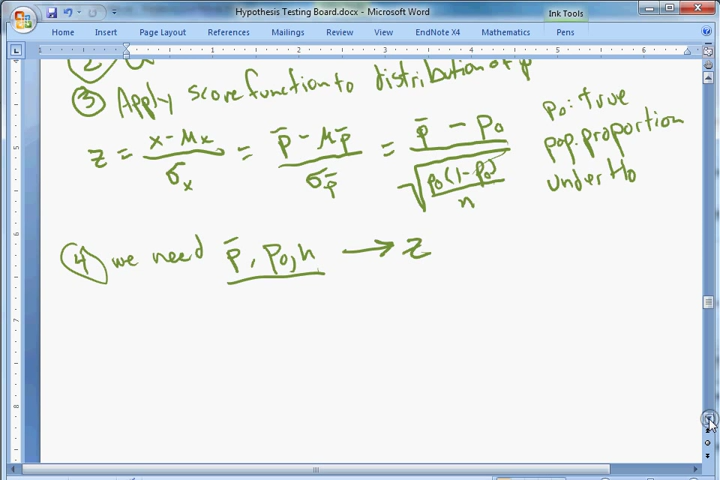 Hypothesis Testing Board.docx - Microsoft Word
Ink Tools
Home Insert Page Layout References Mailings Review View EndNote X4 Mathematics Pens
②
③ Apply score function to distribution of p̄
z = x - μx / σx = p̄ - μp̄ / σp̄ = p̄ - p₀ / √(p₀(1-p₀) / n)
p₀: true
pop. proportion
under H₀
④ we need p̄, p₀, n → z